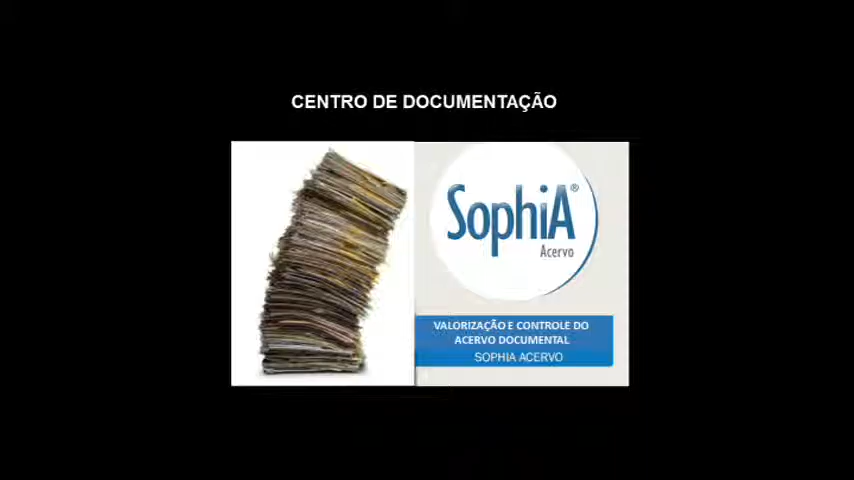 CENTRO DE DOCUMENTAÇÃO
SophiA®
Acervo
VALORIZAÇÃO E CONTROLE DO
ACERVO DOCUMENTAL
SOPHIA ACERVO